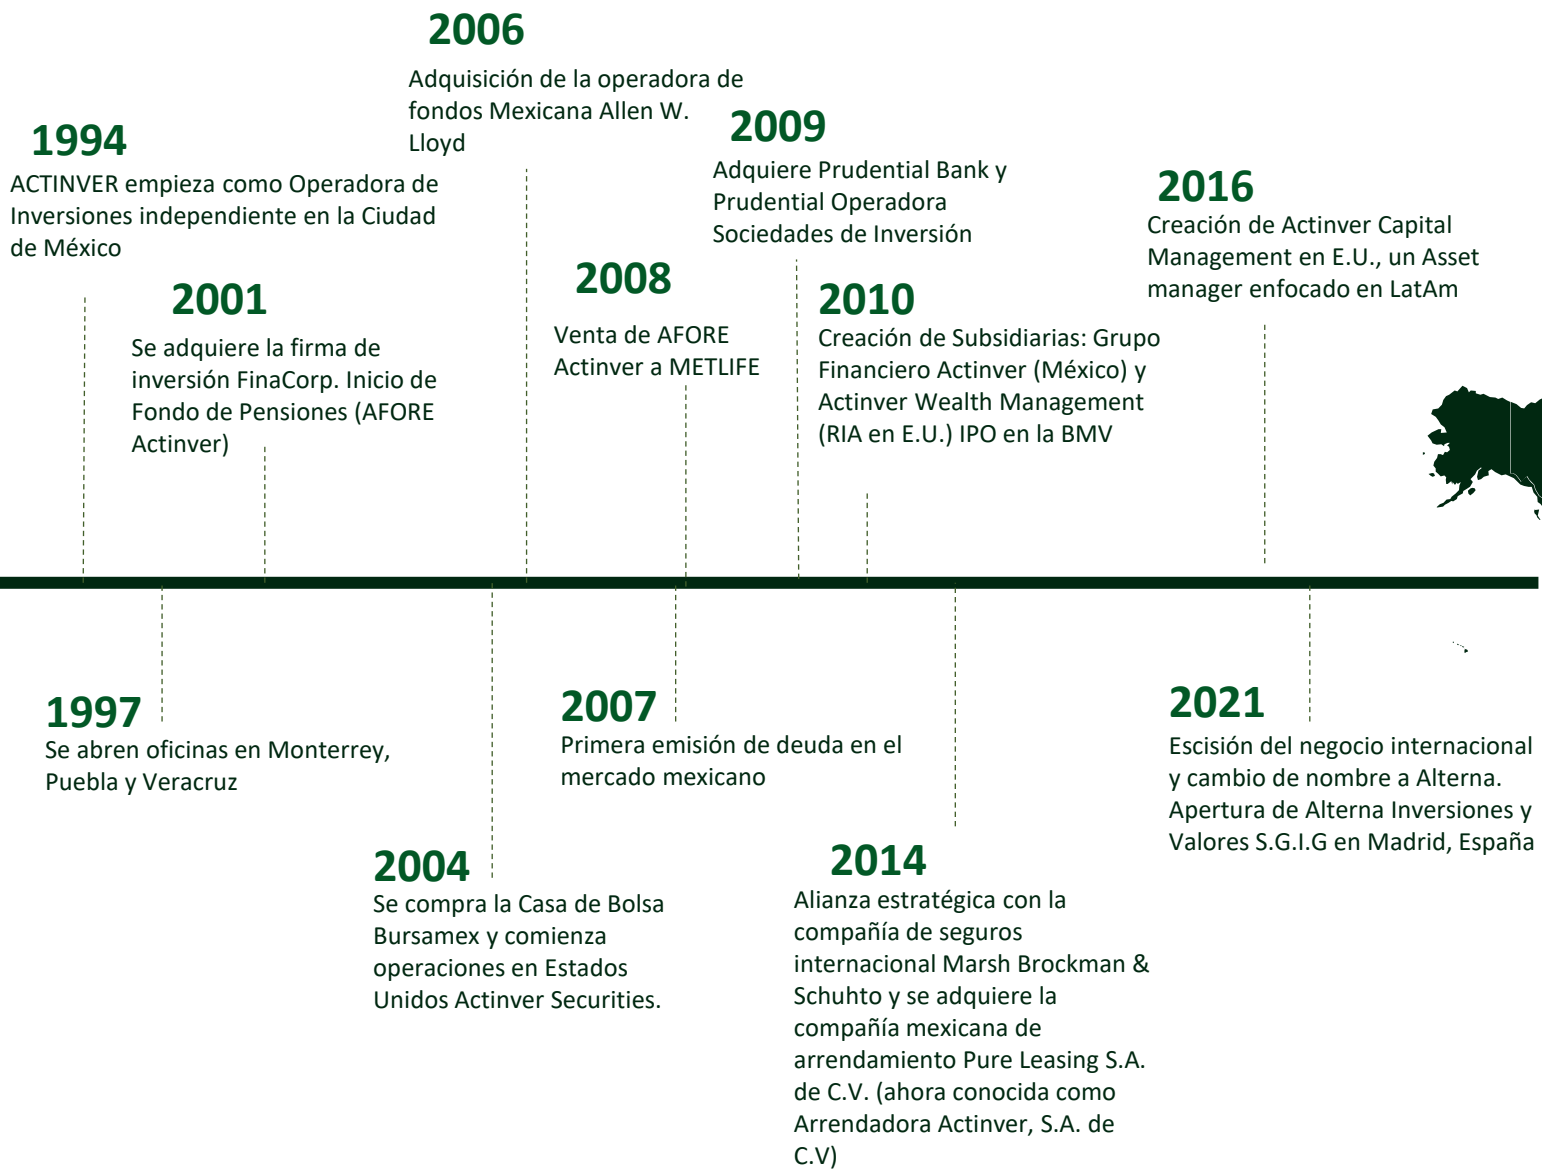 1994
ACTINVER empieza como Operadora de
Inversiones independiente en la Ciudad
de México
1997
Se abren oficinas en Monterrey,
Puebla y Veracruz
2001
Se adquiere la firma de
inversión FinaCorp. Inicio de
Fondo de Pensiones (AFORE
Actinver)
2004
Se compra la Casa de Bolsa
Bursamex y comienza
operaciones en Estados
Unidos Actinver Securities.
2006
Adquisición de la operadora de
fondos Mexicana Allen W.
Lloyd
2007
Primera emisión de deuda en el
mercado mexicano
2008
Venta de AFORE
Actinver a METLIFE
2009
Adquiere Prudential Bank y
Prudential Operadora
Sociedades de Inversión
2010
Creación de Subsidiarias: Grupo
Financiero Actinver (México) y
Actinver Wealth Management
(RIA en E.U.) IPO en la BMV
2014
Alianza estratégica con la
compañía de seguros
internacional Marsh Brockman &
Schuhto y se adquiere la
compañía mexicana de
arrendamiento Pure Leasing S.A.
de C.V. (ahora conocida como
Arrendadora Actinver, S.A. de
C.V)
2016
Creación de Actinver Capital
Management en E.U., un Asset
manager enfocado en LatAm
2021
Escisión del negocio internacional
y cambio de nombre a Alterna.
Apertura de Alterna Inversiones y
Valores S.G.I.G en Madrid, España